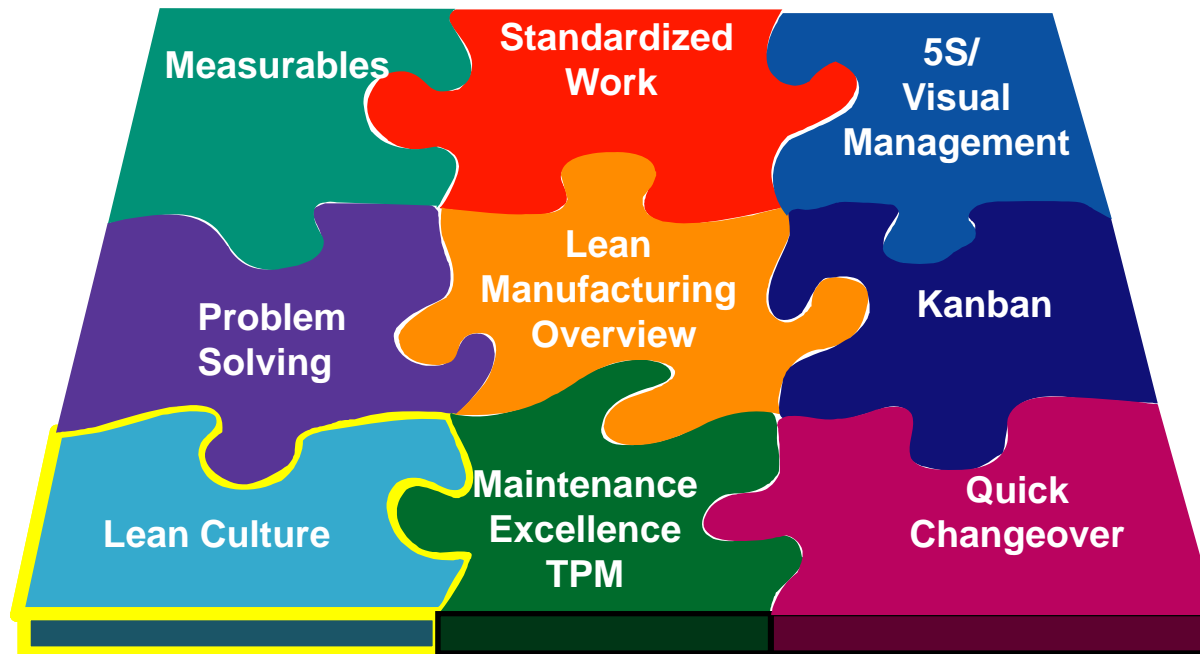 Measurables
Standardized
Work
5S/
Visual
Management
Problem
Solving
Lean
Manufacturing
Overview
Kanban
Lean Culture
Maintenance
Excellence
TPM
Quick
Changeover